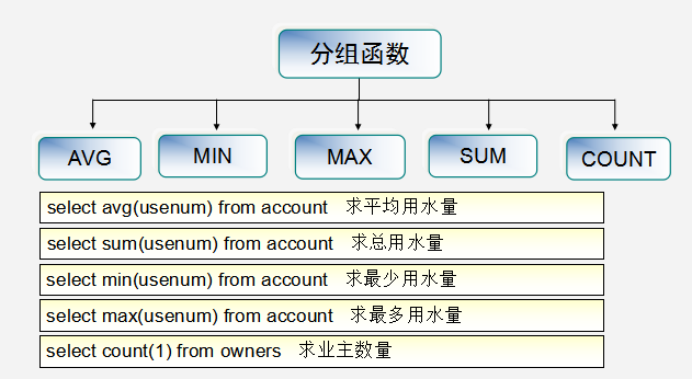 分组函数
AVG
MIN
MAX
SUM
COUNT
select avg(usenum) from account 求平均用水量
select sum(usenum) from account 求总用水量
select min(usenum) from account 求最少用水量
select max(usenum) from account 求最多用水量
select count(1) from owners 求业主数量